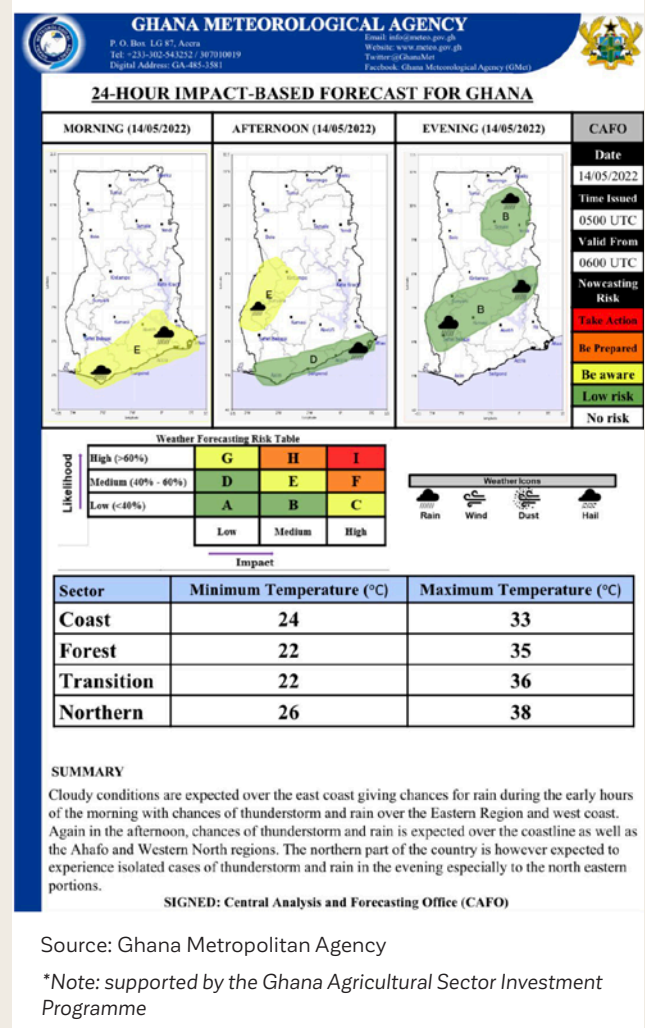 GHANA METEOROLOGICAL AGENCY
P. O. Box LG 87, Accra
Tel: +233-302-543252 / 307010019
Digital Address: GA-485-3581
Email: info@meteo.gov.gh
Website: www.meteo.gov.gh
Twitter:@GhanaMet
Facebook: Ghana Meteorological Agency (GMet)
24-HOUR IMPACT-BASED FORECAST FOR GHANA
MORNING (14/05/2022)
AFTERNOON (14/05/2022)
EVENING (14/05/2022)
CAFO
Date
14/05/2022
Time Issued
0500 UTC
Valid From
0600 UTC
Nowcasting
Risk
Take Action
Be Prepared
Be aware
Low risk
No risk
E
E
D
B
B
Weather Forecasting Risk Table
Likelihood
High (>60%) G H I
Medium (40% - 60%) D E F
Low (<40%) A B C
Low Medium High
Impact
Weather Icons
Rain Wind Dust Hail
Sector Minimum Temperature (°C) Maximum Temperature (°C)
Coast 24 33
Forest 22 35
Transition 22 36
Northern 26 38
SUMMARY
Cloudy conditions are expected over the east coast giving chances for rain during the early hours
of the morning with chances of thunderstorm and rain over the Eastern Region and west coast.
Again in the afternoon, chances of thunderstorm and rain is expected over the coastline as well as
the Ahafo and Western North regions. The northern part of the country is however expected to
experience isolated cases of thunderstorm and rain in the evening especially to the north eastern
portions.
SIGNED: Central Analysis and Forecasting Office (CAFO)
Source: Ghana Metropolitan Agency
*Note: supported by the Ghana Agricultural Sector Investment
Programme